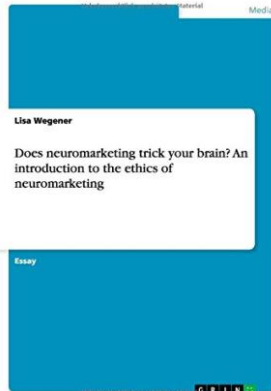 Media
Lisa Wegener
Does neuromarketing trick your brain? An
introduction to the ethics of
neuromarketing
Essay
GRIN